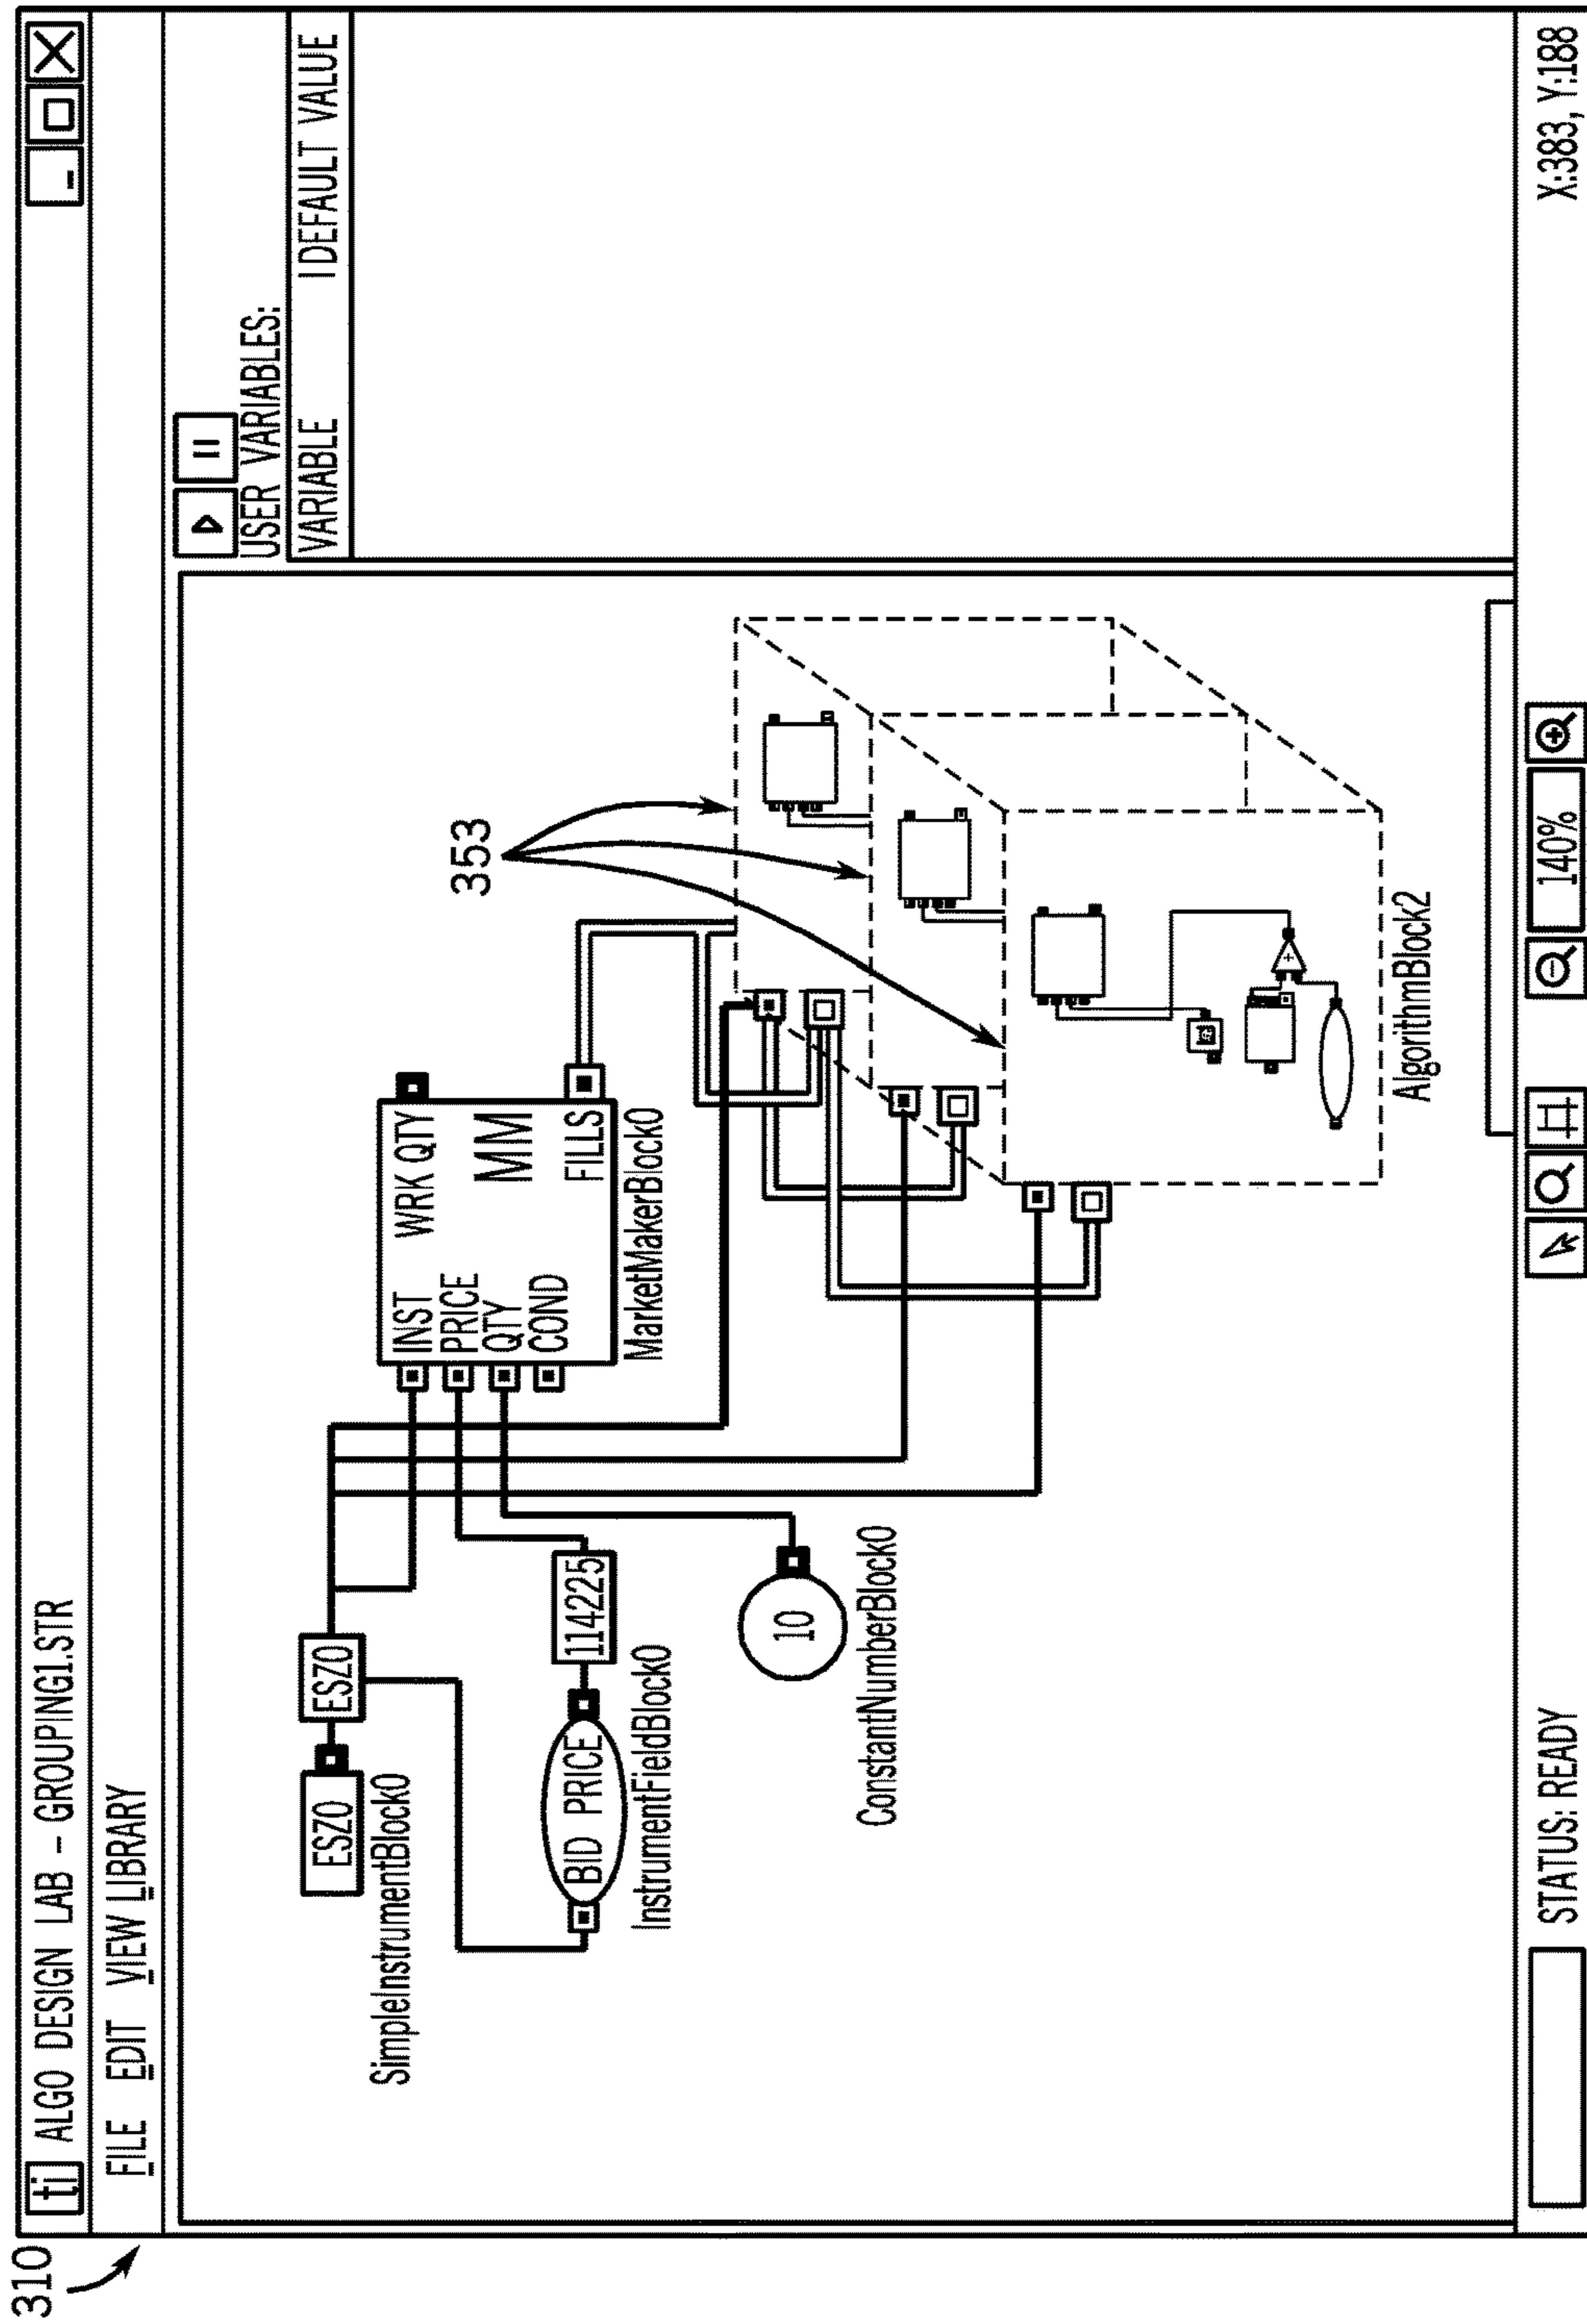 310
ti ALGO DESIGN LAB – GROUPING1.STR
FILE EDIT VIEW LIBRARY
USER VARIABLES:
VARIABLE IDEFAULT VALUE
ESZ0
ESZ0
SimpleInstrumentBlock0
BID PRICE
114225
InstrumentFieldBlock0
10
ConstantNumberBlock0
INST
WRK QTY
PRICE
QTY
MM
COND
FILLS
MarketMakerBlock0
353
+
AlgorithmBlock2
STATUS: READY
140%
X:383, Y:188